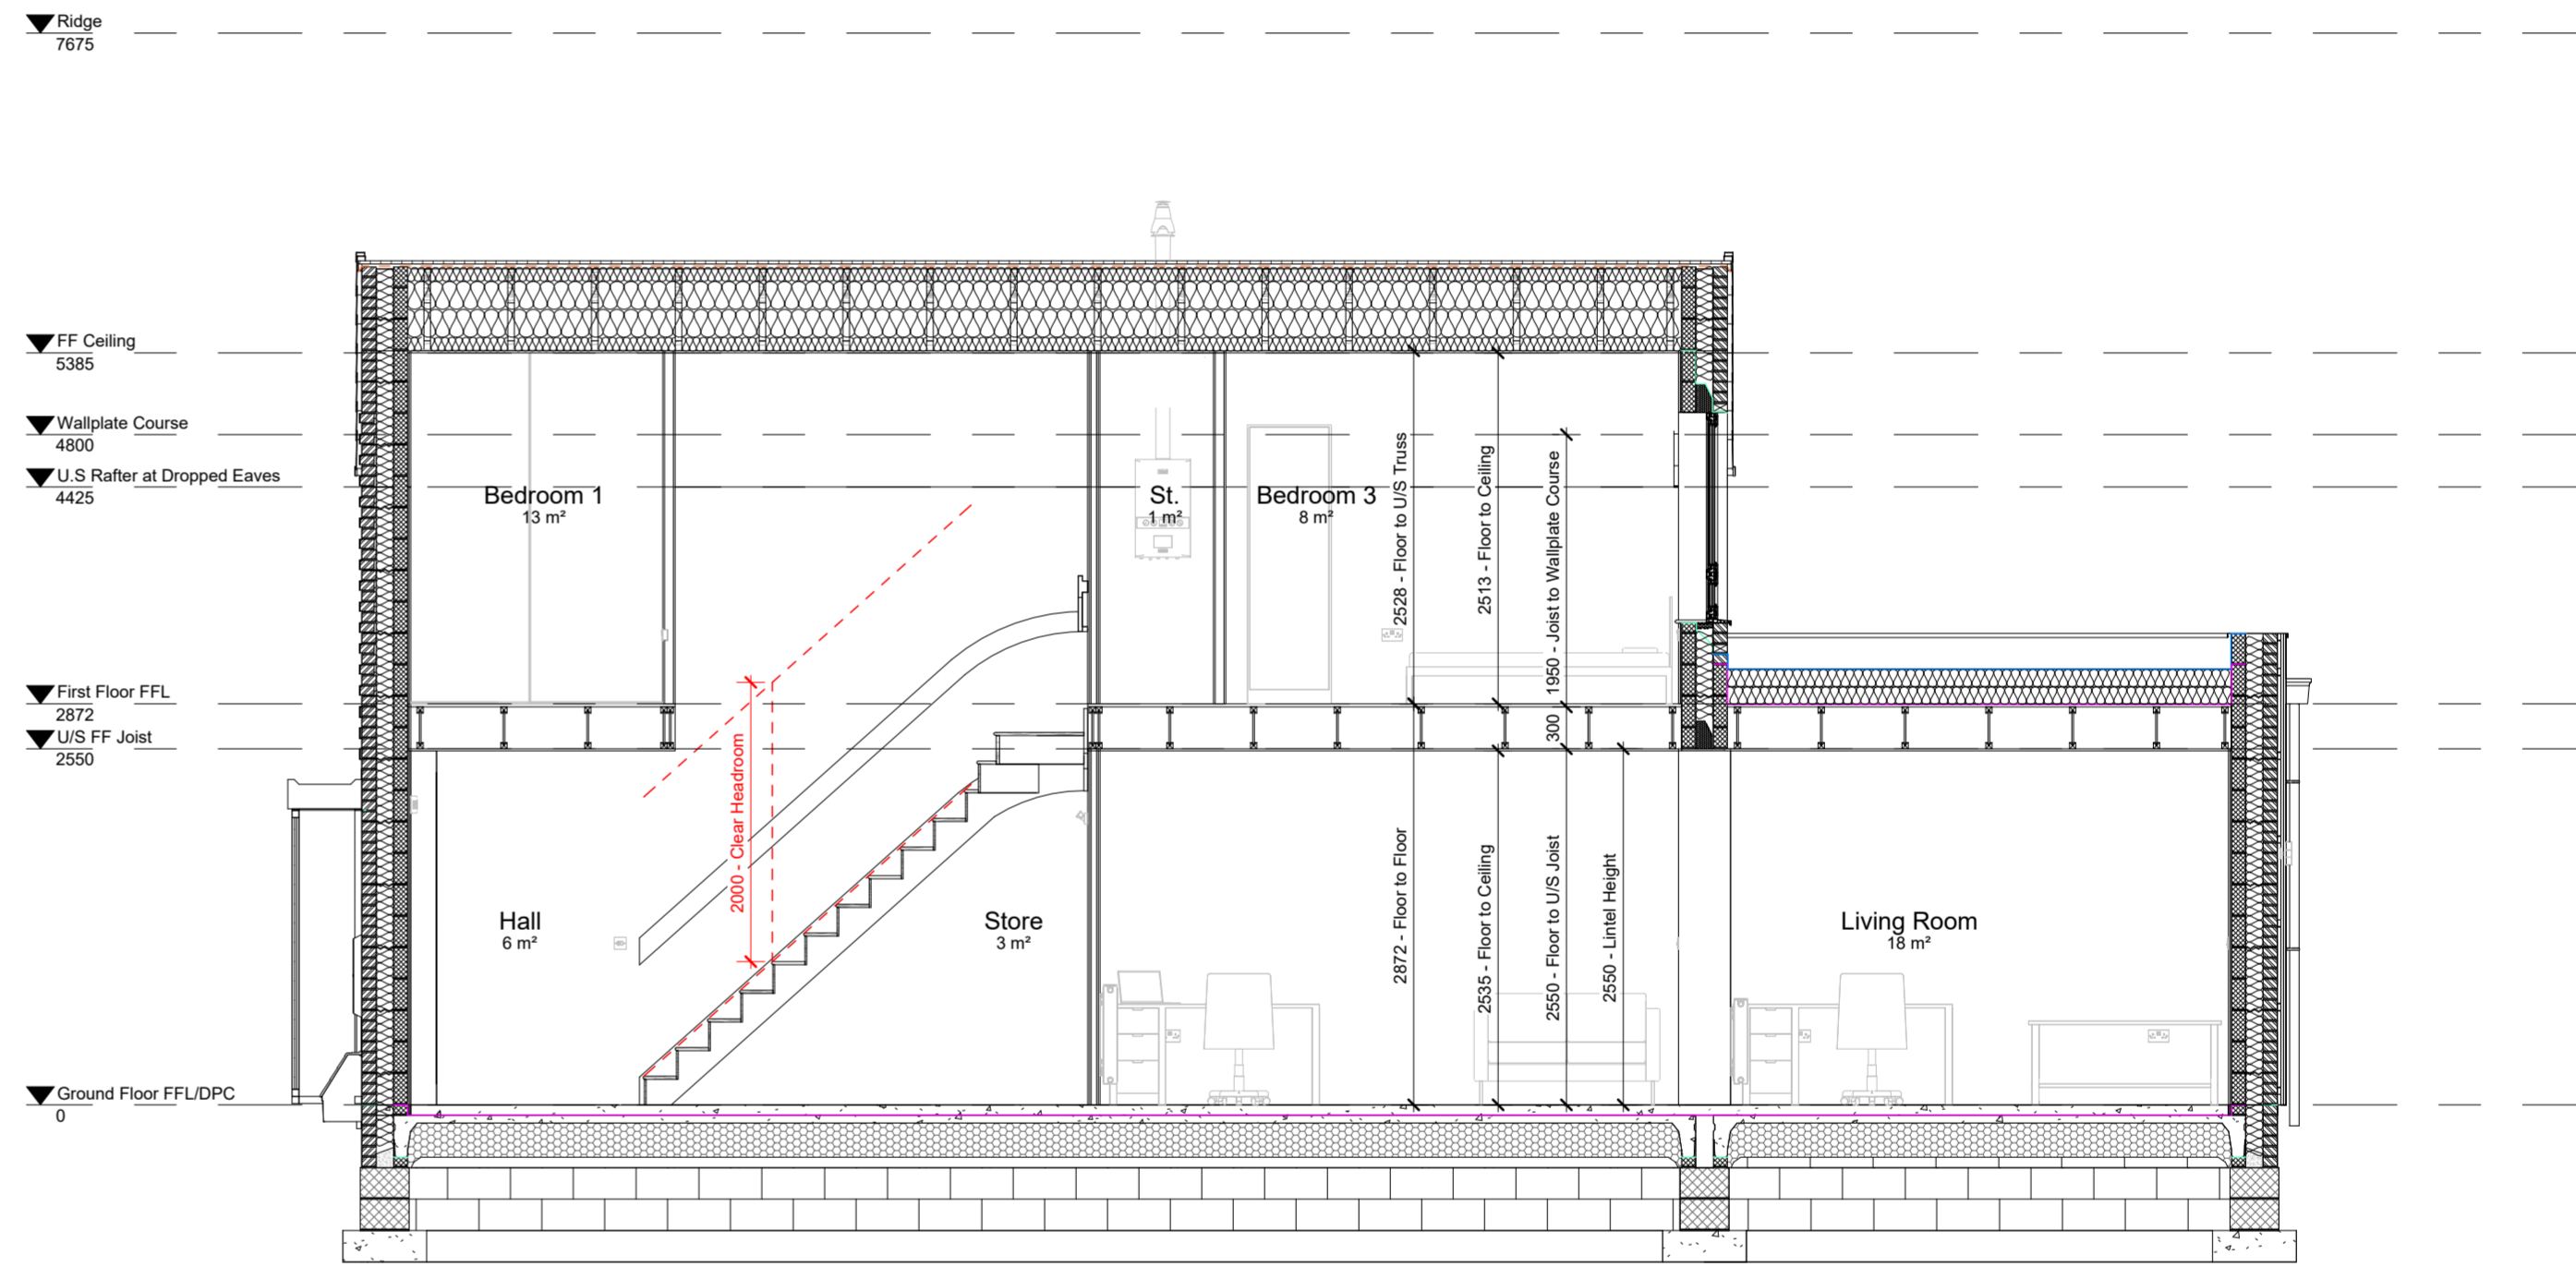 Ridge
7675
FF Ceiling
5385
Wallplate Course
4800
U.S Rafter at Dropped Eaves
4425
First Floor FFL
2872
U/S FF Joist
2550
Ground Floor FFL/DPC
0
Bedroom 1
13 m²
St.
1 m²
Bedroom 3
8 m²
2528 - Floor to U/S Truss
2513 - Floor to Ceiling
1950 - Joist to Wallplate Course
300
2000 - Clear Headroom
Hall
6 m²
Store
3 m²
2872 - Floor to Floor
2535 - Floor to Ceiling
2550 - Floor to U/S Joist
2550 - Lintel Height
Living Room
18 m²